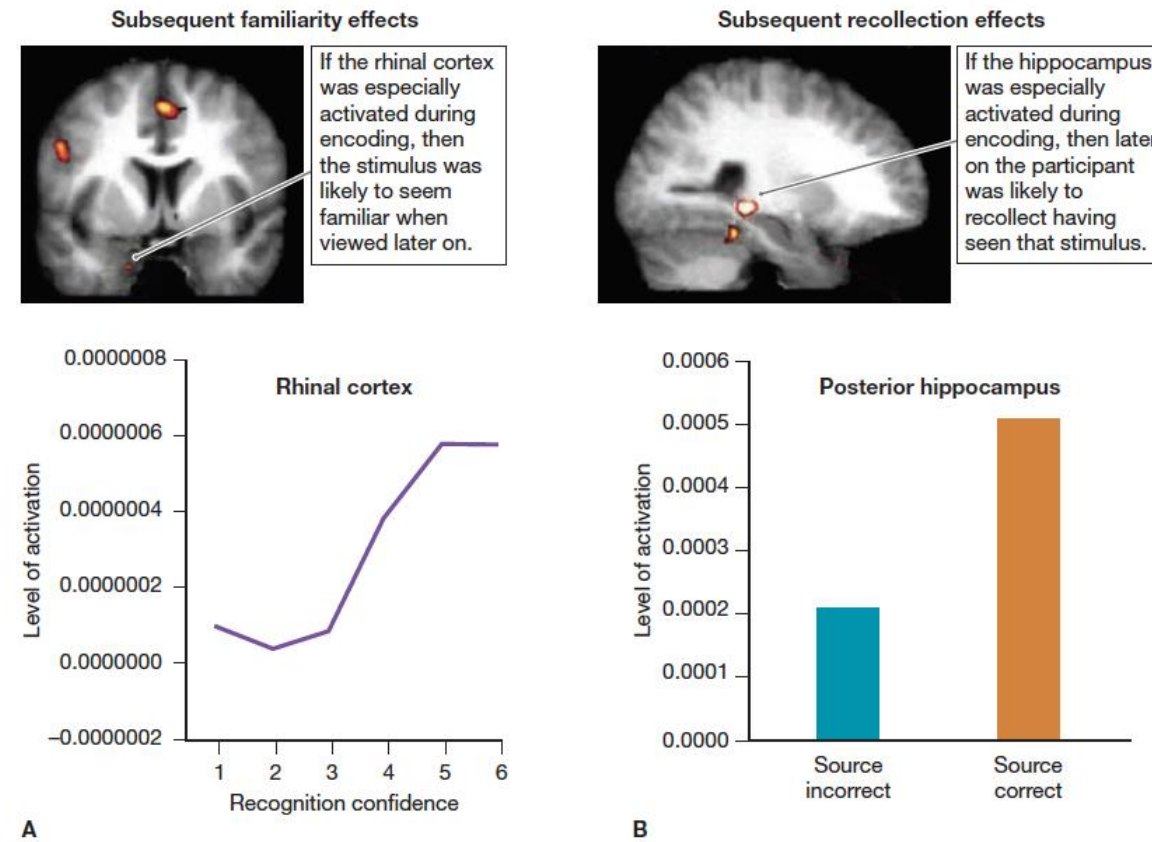 Subsequent familiarity effects
If the rhinal cortex
was especially
activated during
encoding, then
the stimulus was
likely to seem
familiar when
viewed later on.
0.0000008
0.0000006
0.0000004
0.0000002
0.0000000
–0.0000002
Level of activation
Rhinal cortex
1 2 3 4 5 6
Recognition confidence
A
Subsequent recollection effects
If the hippocampus
was especially
activated during
encoding, then later
on the participant
was likely to
recollect having
seen that stimulus.
0.0006
0.0005
0.0004
0.0003
0.0002
0.0001
0.0000
Level of activation
Posterior hippocampus
Source
incorrect
Source
correct
B